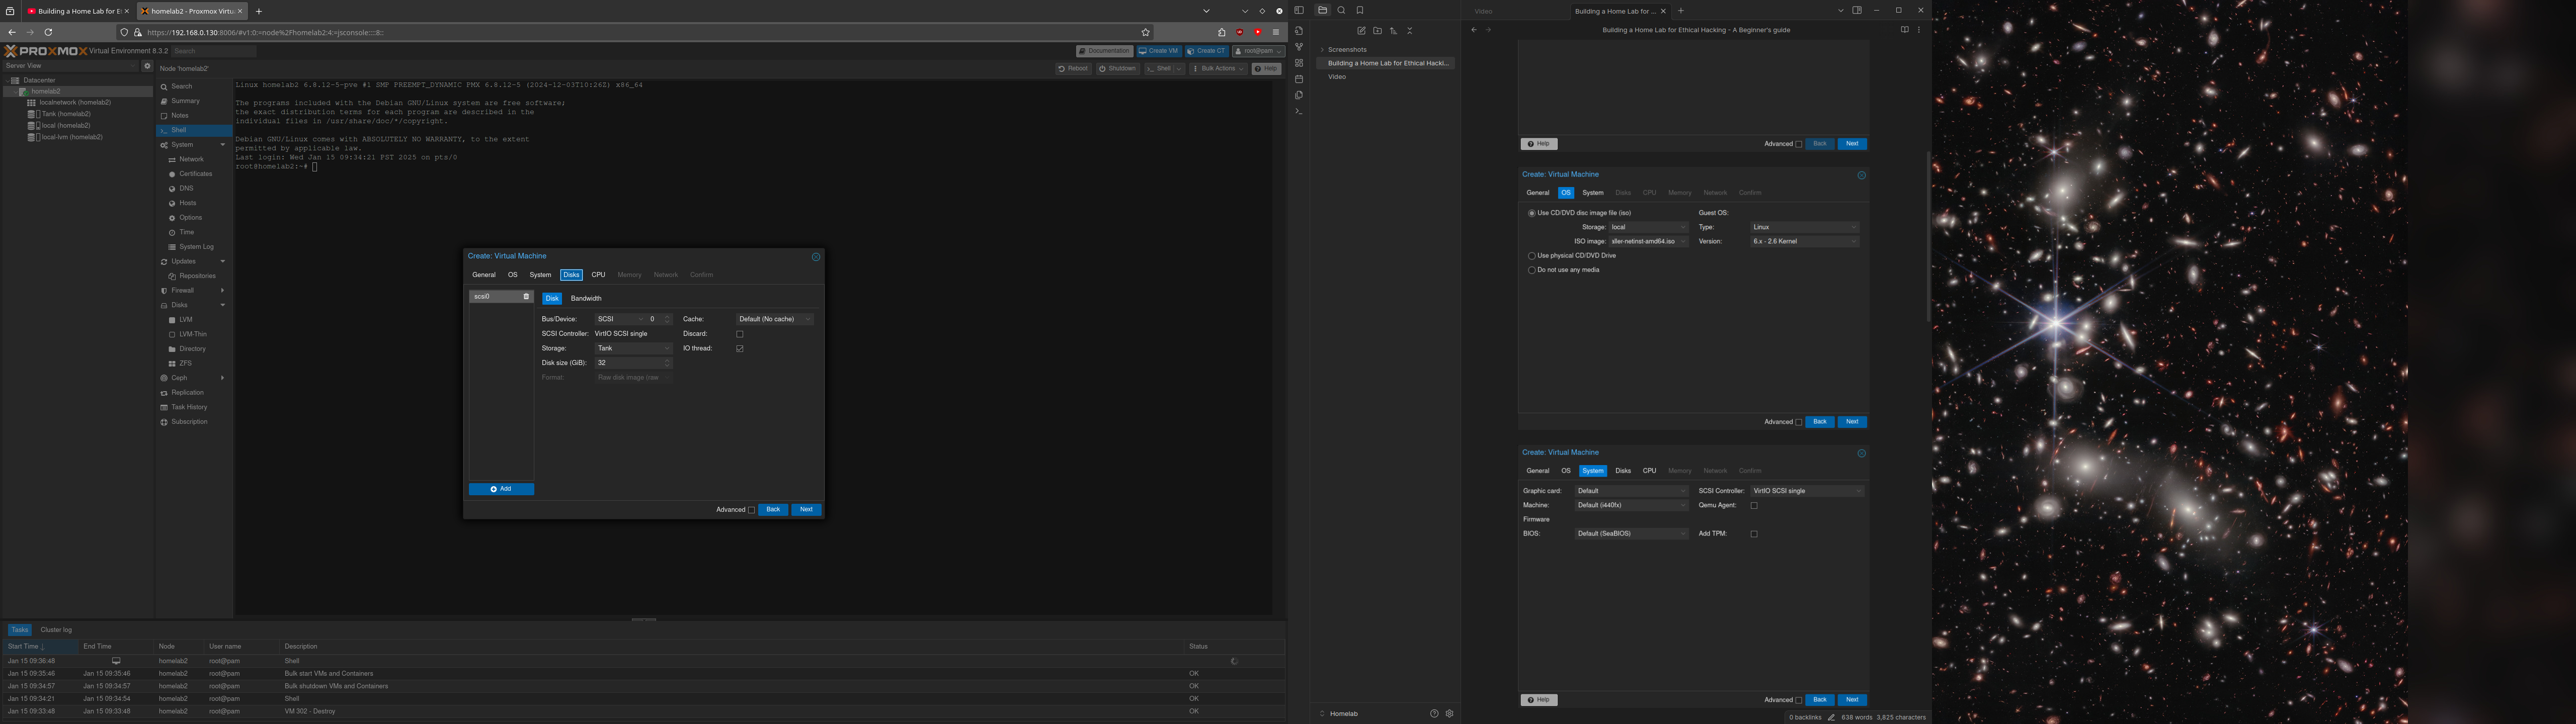 Building a Home Lab for Et
homelab2 - Proxmox Virtu
https://192.168.0.130:8006/#v1:0:=node%2Fhomelab2:4:=jsconsole::::8::
PROXMOX Virtual Environment 8.3.2
Search
Documentation
Create VM
Create CT
root@pam
Server View
Node 'homelab2'
Reboot
Shutdown
Shell
Bulk Actions
Help
Datacenter
homelab2
localnetwork (homelab2)
Tank (homelab2)
local (homelab2)
local-lvm (homelab2)
Search
Summary
Notes
Shell
System
Network
Certificates
DNS
Hosts
Options
Time
System Log
Updates
Repositories
Firewall
Disks
LVM
LVM-Thin
Directory
ZFS
Ceph
Replication
Task History
Subscription
Linux homelab2 6.8.12-5-pve #1 SMP PREEMPT_DYNAMIC PMX 6.8.12-5 (2024-12-03T10:26Z) x86_64
The programs included with the Debian GNU/Linux system are free software;
the exact distribution terms for each program are described in the
individual files in /usr/share/doc/*/copyright.
Debian GNU/Linux comes with ABSOLUTELY NO WARRANTY, to the extent
permitted by applicable law.
Last login: Wed Jan 15 09:34:21 PST 2025 on pts/0
root@homelab2:~#
Create: Virtual Machine
General OS System Disks CPU Memory Network Confirm
scsi0
Disk Bandwidth
Bus/Device: SCSI 0 Cache: Default (No cache)
SCSI Controller: VirtIO SCSI single Discard:
Storage: Tank IO thread:
Disk size (GiB): 32
Format: Raw disk image (raw
Add
Advanced Back Next
Tasks Cluster log
Start Time End Time Node User name Description Status
Jan 15 09:36:48 homelab2 root@pam Shell
Jan 15 09:35:46 Jan 15 09:35:46 homelab2 root@pam Bulk start VMs and Containers OK
Jan 15 09:34:57 Jan 15 09:34:57 homelab2 root@pam Bulk shutdown VMs and Containers OK
Jan 15 09:34:21 Jan 15 09:34:54 homelab2 root@pam Shell OK
Jan 15 09:33:48 Jan 15 09:33:48 homelab2 root@pam VM 302 - Destroy OK
Screenshots
Building a Home Lab for Ethical Hacki...
Video
Homelab
Video
Building a Home Lab for ...
Building a Home Lab for Ethical Hacking - A Beginner's guide
Help Advanced Back Next
Create: Virtual Machine
General OS System Disks CPU Memory Network Confirm
Use CD/DVD disc image file (iso) Guest OS:
Storage: local Type: Linux
ISO image: sller-netinst-amd64.iso Version: 6.x - 2.6 Kernel
Use physical CD/DVD Drive
Do not use any media
Advanced Back Next
Create: Virtual Machine
General OS System Disks CPU Memory Network Confirm
Graphic card: Default SCSI Controller: VirtIO SCSI single
Machine: Default (i440fx) Qemu Agent:
Firmware
BIOS: Default (SeaBIOS) Add TPM:
Help Advanced Back Next
0 backlinks 638 words 3,825 characters